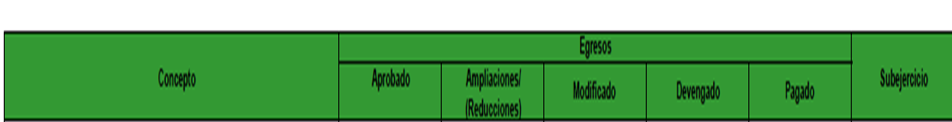 Egresos
Concepto
Aprobado
Ampliaciones/
(Reducciones)
Modificado
Devengado
Pagado
Subejercicio